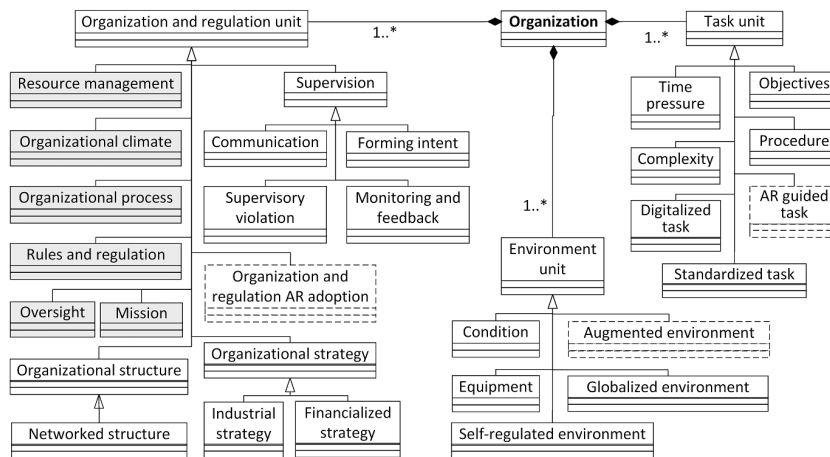 Organization and regulation unit
1..*
Organization
1..*
Task unit
Resource management
Supervision
Time
pressure
Objectives
Organizational climate
Communication
Forming intent
Complexity
Procedure
Organizational process
Supervisory
violation
Monitoring and
feedback
1..*
Digitalized
task
AR guided
task
Rules and regulation
Organization and
regulation AR adoption
Environment
unit
Standardized task
Oversight
Mission
Condition
Augmented environment
Organizational structure
Organizational strategy
Equipment
Globalized environment
Networked structure
Industrial
strategy
Financialized
strategy
Self-regulated environment